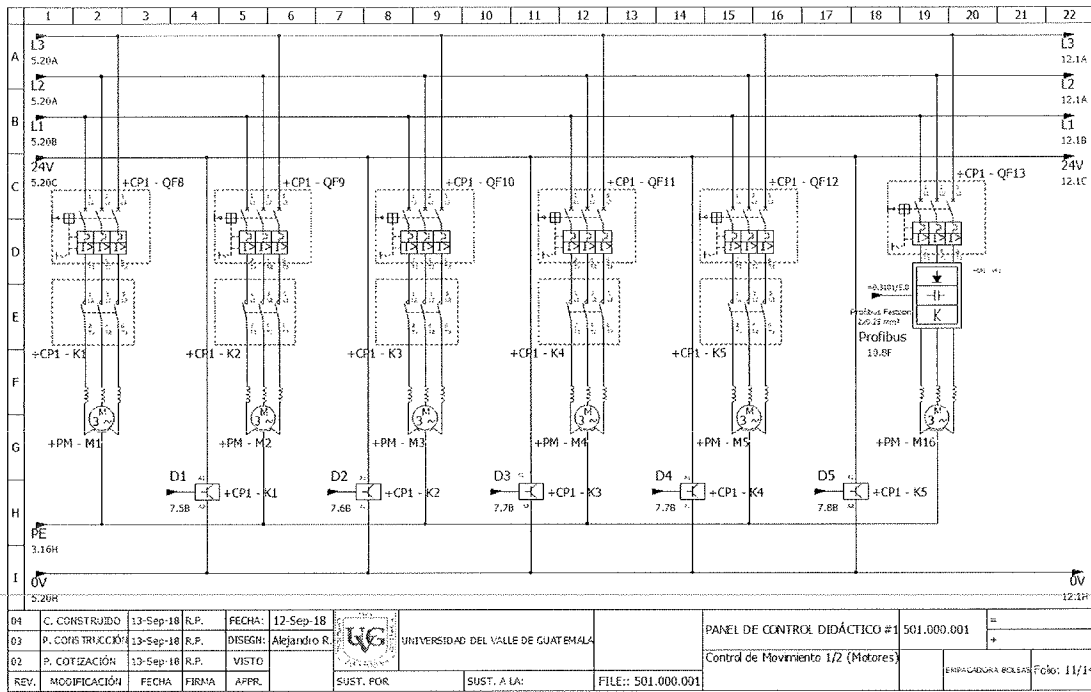 1 2 3 4 5 6 7 8 9 10 11 12 13 14 15 16 17 18 19 20 21 22
A
L3
5.20A
L3
12.1A
L2
5.20A
L2
12.1A
B
L1
5.20B
L1
12.1B
24V
5.20C
24V
12.1C
C
+CP1 - QF8
+CP1 - QF9
+CP1 - QF10
+CP1 - QF11
+CP1 - QF12
+CP1 - QF13
D
E
K
Profibus
10.8F
+CP1 - K1
+CP1 - K2
+CP1 - K3
+CP1 - K4
+CP1 - K5
F
M
3 ~
M
3 ~
M
3 ~
M
3 ~
M
3 ~
M
3 ~
G
+PM - M1
+PM - M2
+PM - M3
+PM - M4
+PM - M5
+PM - M16
D1
7.5B
+CP1 - K1
D2
7.6B
+CP1 - K2
D3
7.7B
+CP1 - K3
D4
7.7B
+CP1 - K4
D5
7.8B
+CP1 - K5
H
PE
3.16H
I
0V
5.20H
0V
12.1H
04 C. CONSTRUIDO 13-Sep-18 R.P. FECHA: 12-Sep-18
03 P. CONSTRUCCIÓN 13-Sep-18 R.P. DISEGN: Alejandro R.
02 P. COTIZACIÓN 13-Sep-18 R.P. VISTO
REV. MODIFICACIÓN FECHA FIRMA APPR.
UVG
UNIVERSIDAD DEL VALLE DE GUATEMALA
SUST. POR SUST. A LA: FILE:: 501.000.001
PANEL DE CONTROL DIDÁCTICO #1 501.000.001
Control de Movimiento 1/2 (Motores)
=
+
EMPACADORA BOLSAS
Folio: 11/14